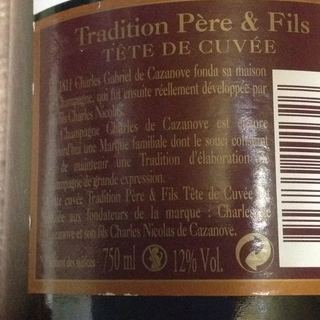 Tradition Père & Fils
TÊTE DE CUVÉE
1811 Charles Gabriel de Cazanove fonda sa maison
Champagne, qui fut ensuite réellement développée par
fils Charles Nicolas.
Champagne Charles de Cazanove est encore
une Marque familiale dont le souci
de maintenir une Tradition d'élaboration
de grande expression.
cuvée Tradition Père & Fils Tête de Cuvée
aux fondateurs de la marque : Charles
Cazanove et son fils Charles Nicolas de Cazanove.
750 ml 12% Vol.